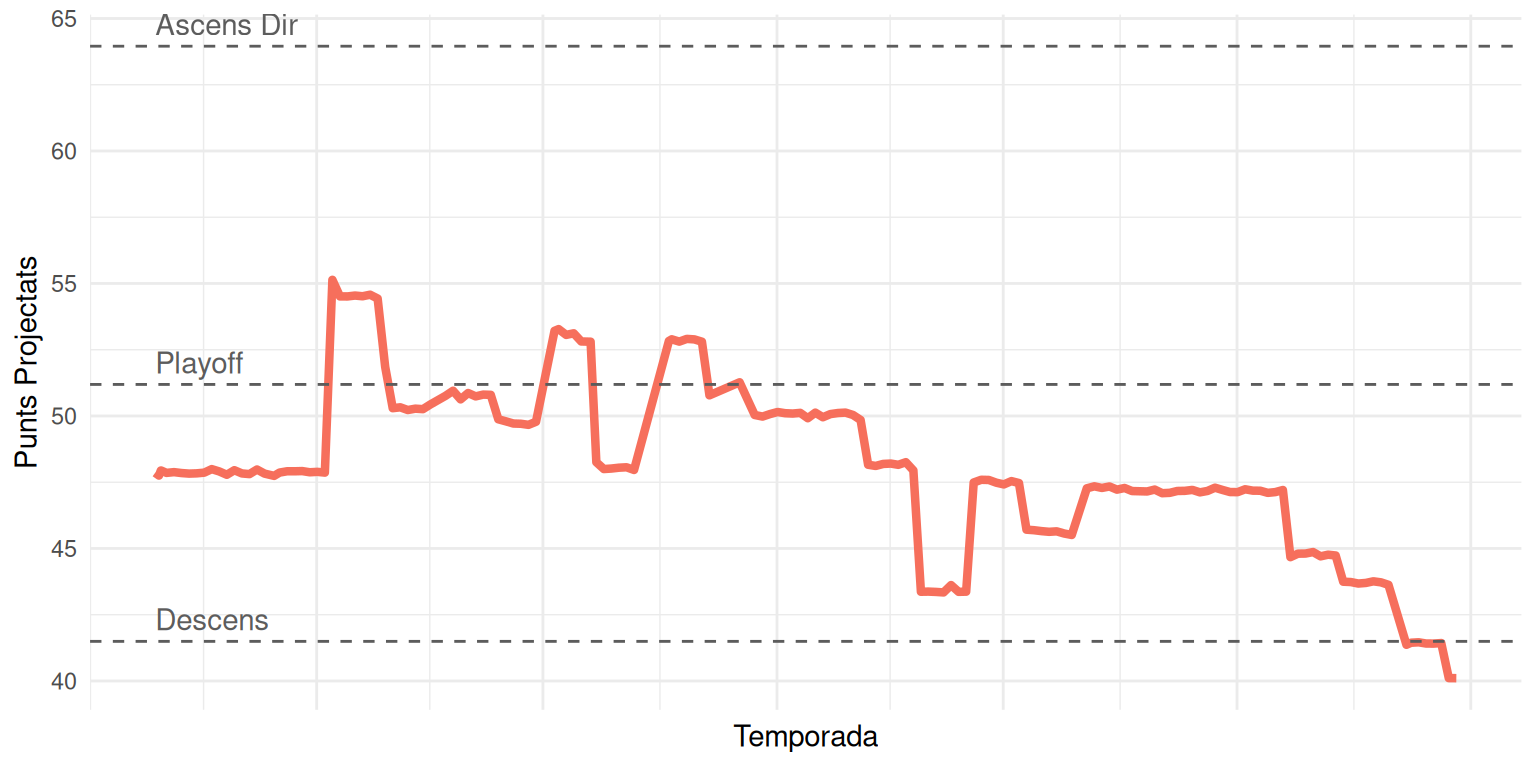 65
Ascens Dir
60
Punts Projectats
55
Playoff
50
45
Descens
40
Temporada